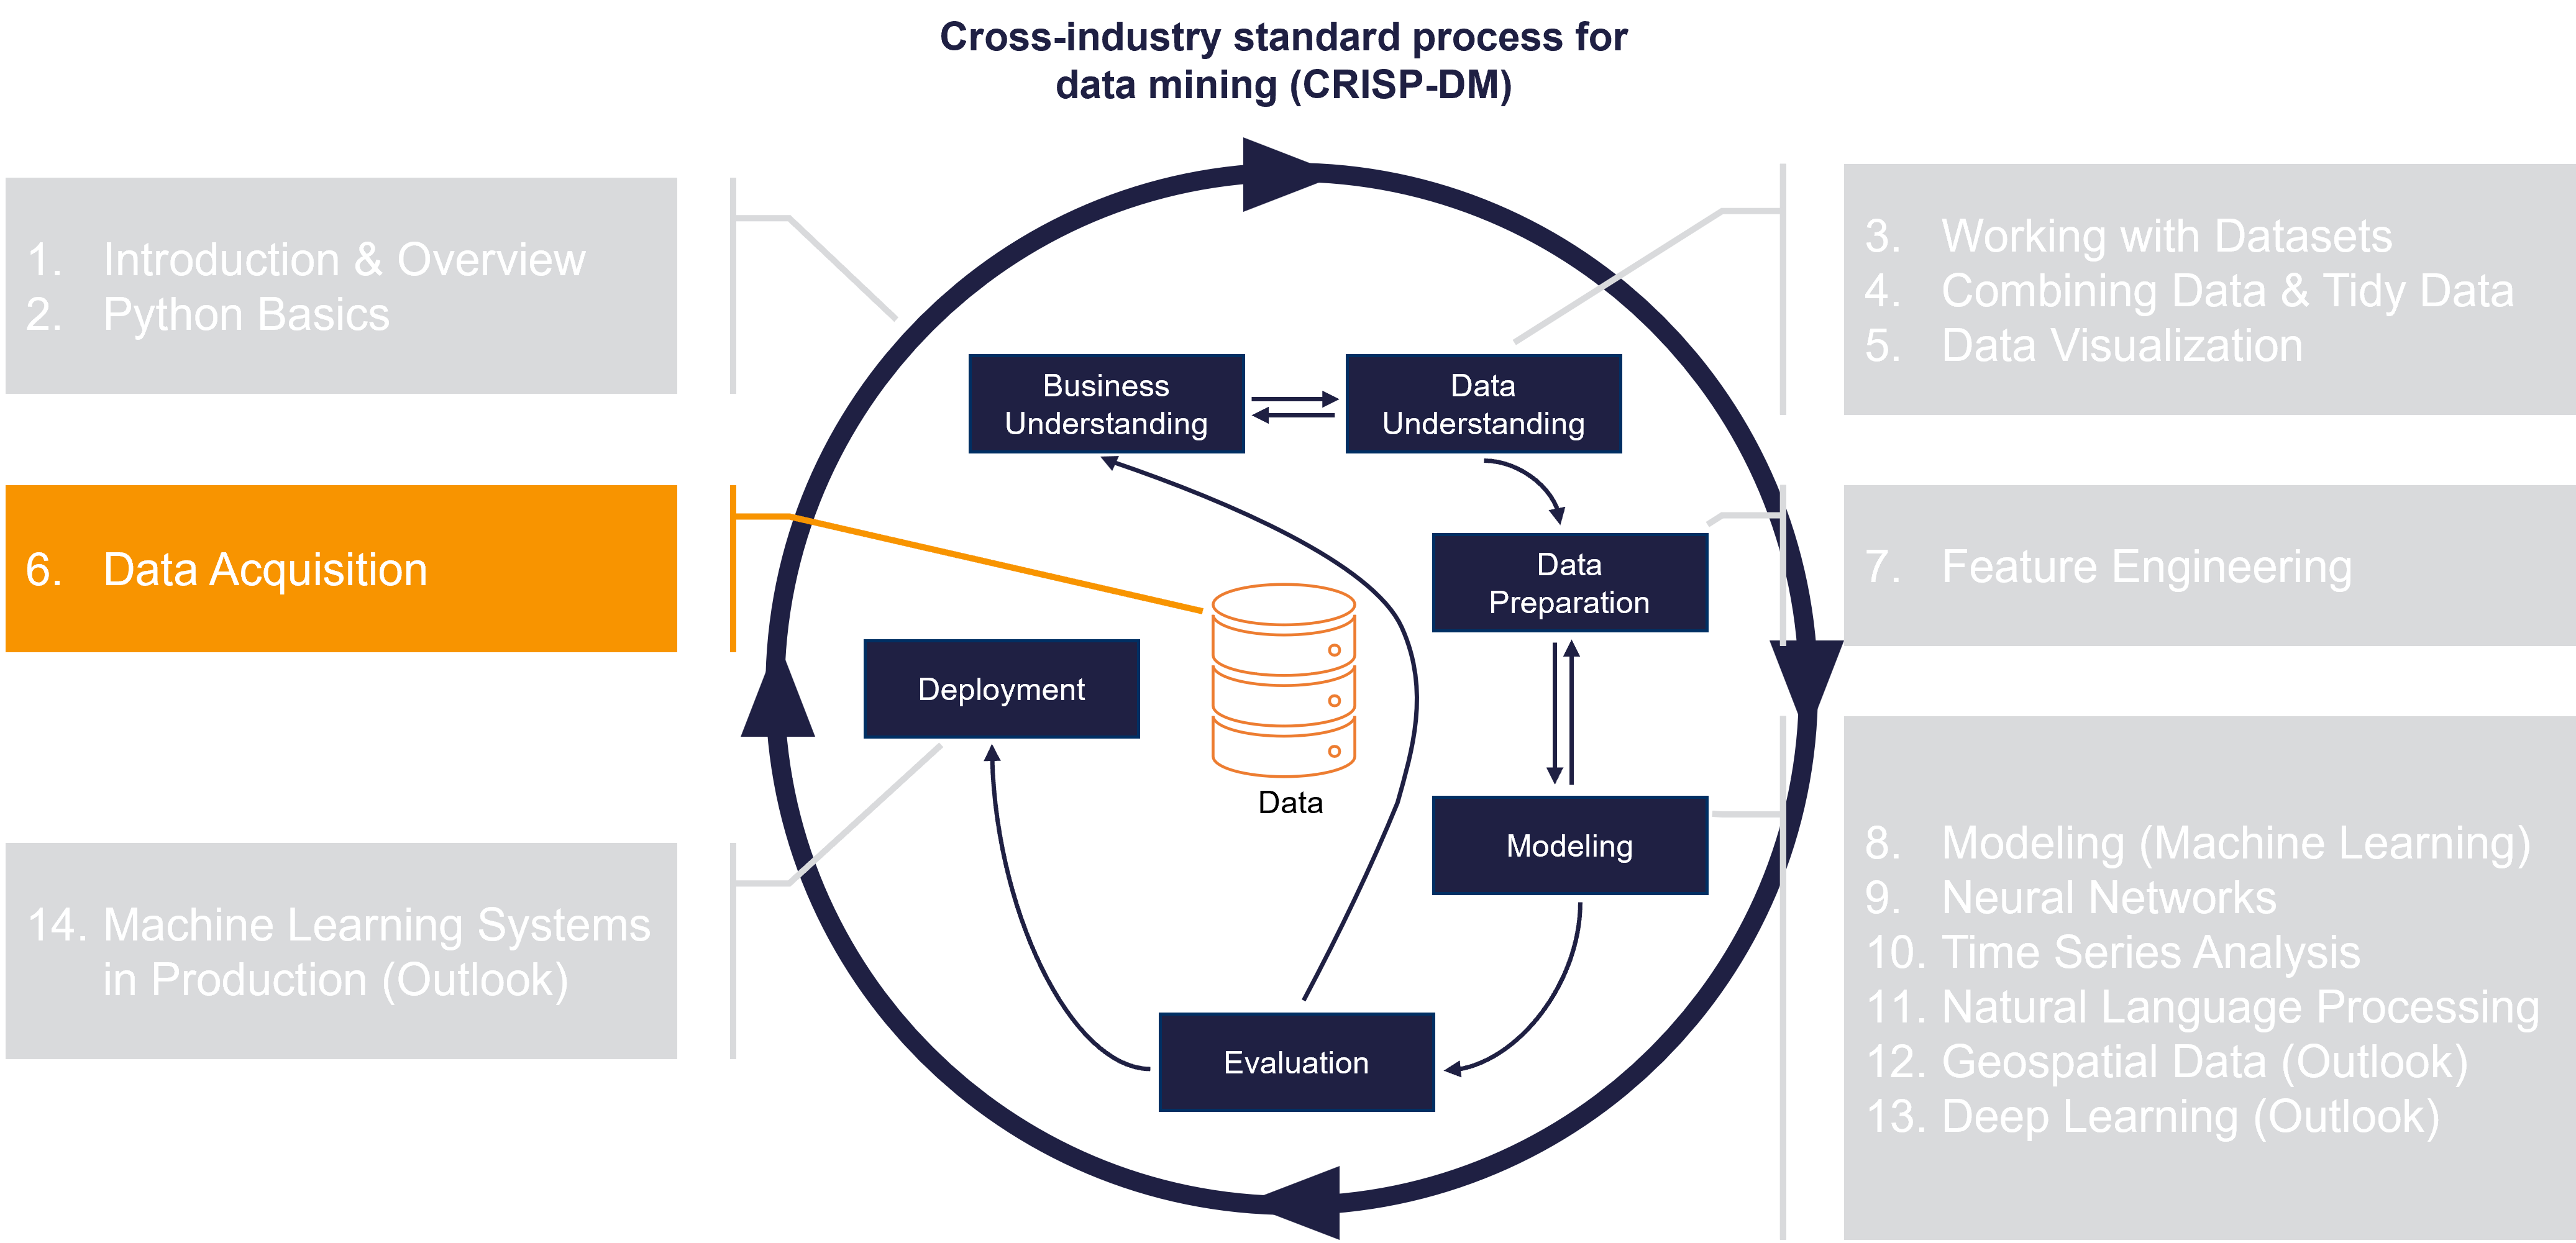 Cross-industry standard process for
data mining (CRISP-DM)
1. Introduction & Overview
2. Python Basics
3. Working with Datasets
4. Combining Data & Tidy Data
5. Data Visualization
Business
Understanding
Data
Understanding
6. Data Acquisition
Data
Preparation
7. Feature Engineering
Deployment
Data
Modeling
14. Machine Learning Systems
in Production (Outlook)
8. Modeling (Machine Learning)
9. Neural Networks
10. Time Series Analysis
11. Natural Language Processing
12. Geospatial Data (Outlook)
13. Deep Learning (Outlook)
Evaluation